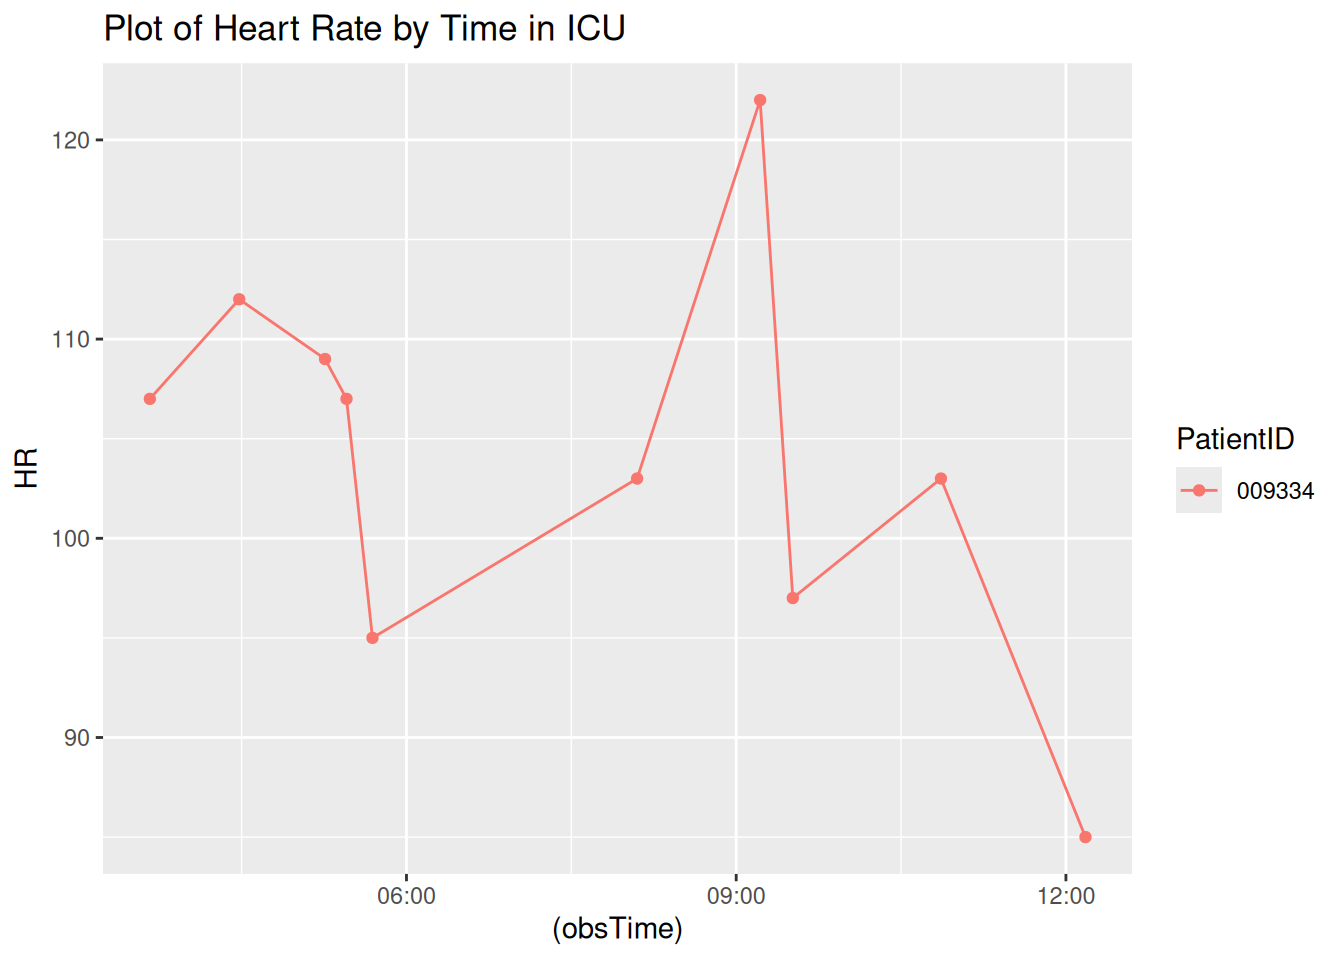 Plot of Heart Rate by Time in ICU
120
110
100
90
HR
06:00
09:00
12:00
(obsTime)
PatientID
009334